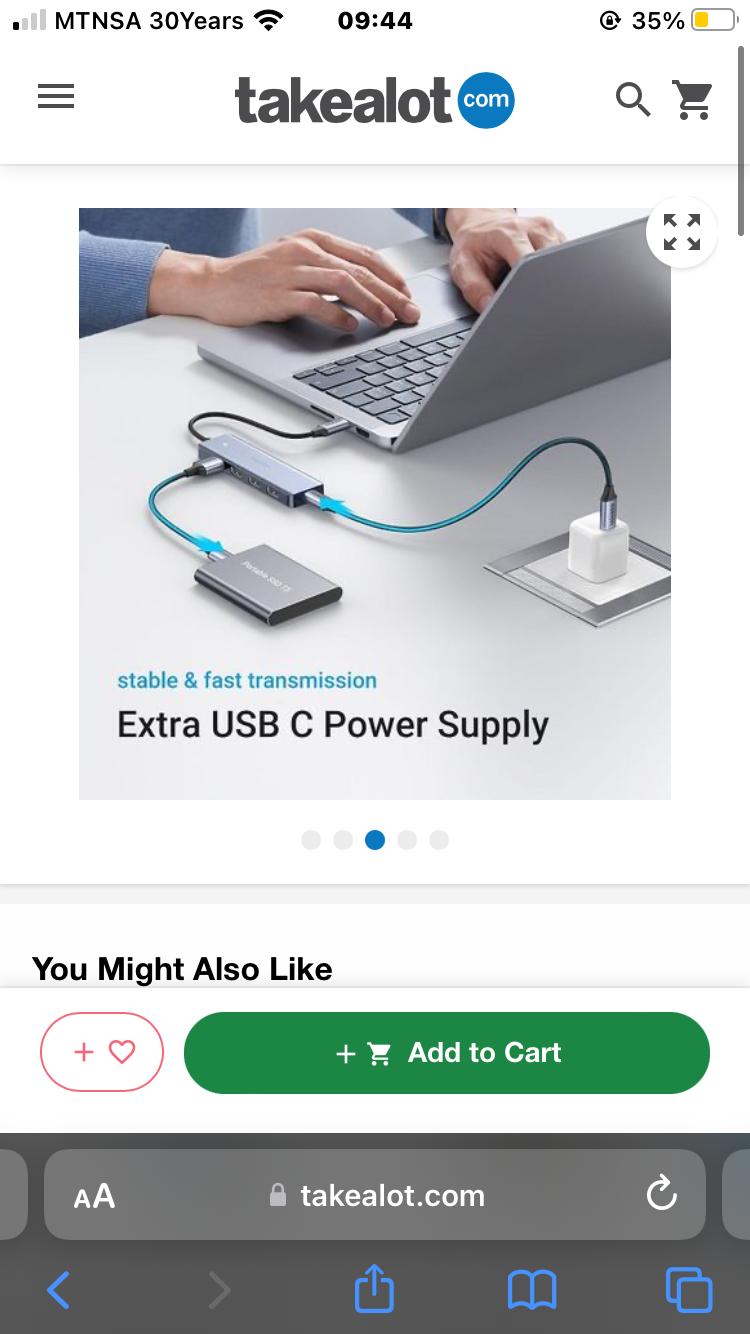 MTNSA 30Years 09:44 35%
takealot com
Portable SSD T5
stable & fast transmission
Extra USB C Power Supply
You Might Also Like
+ Add to Cart
AA takealot.com